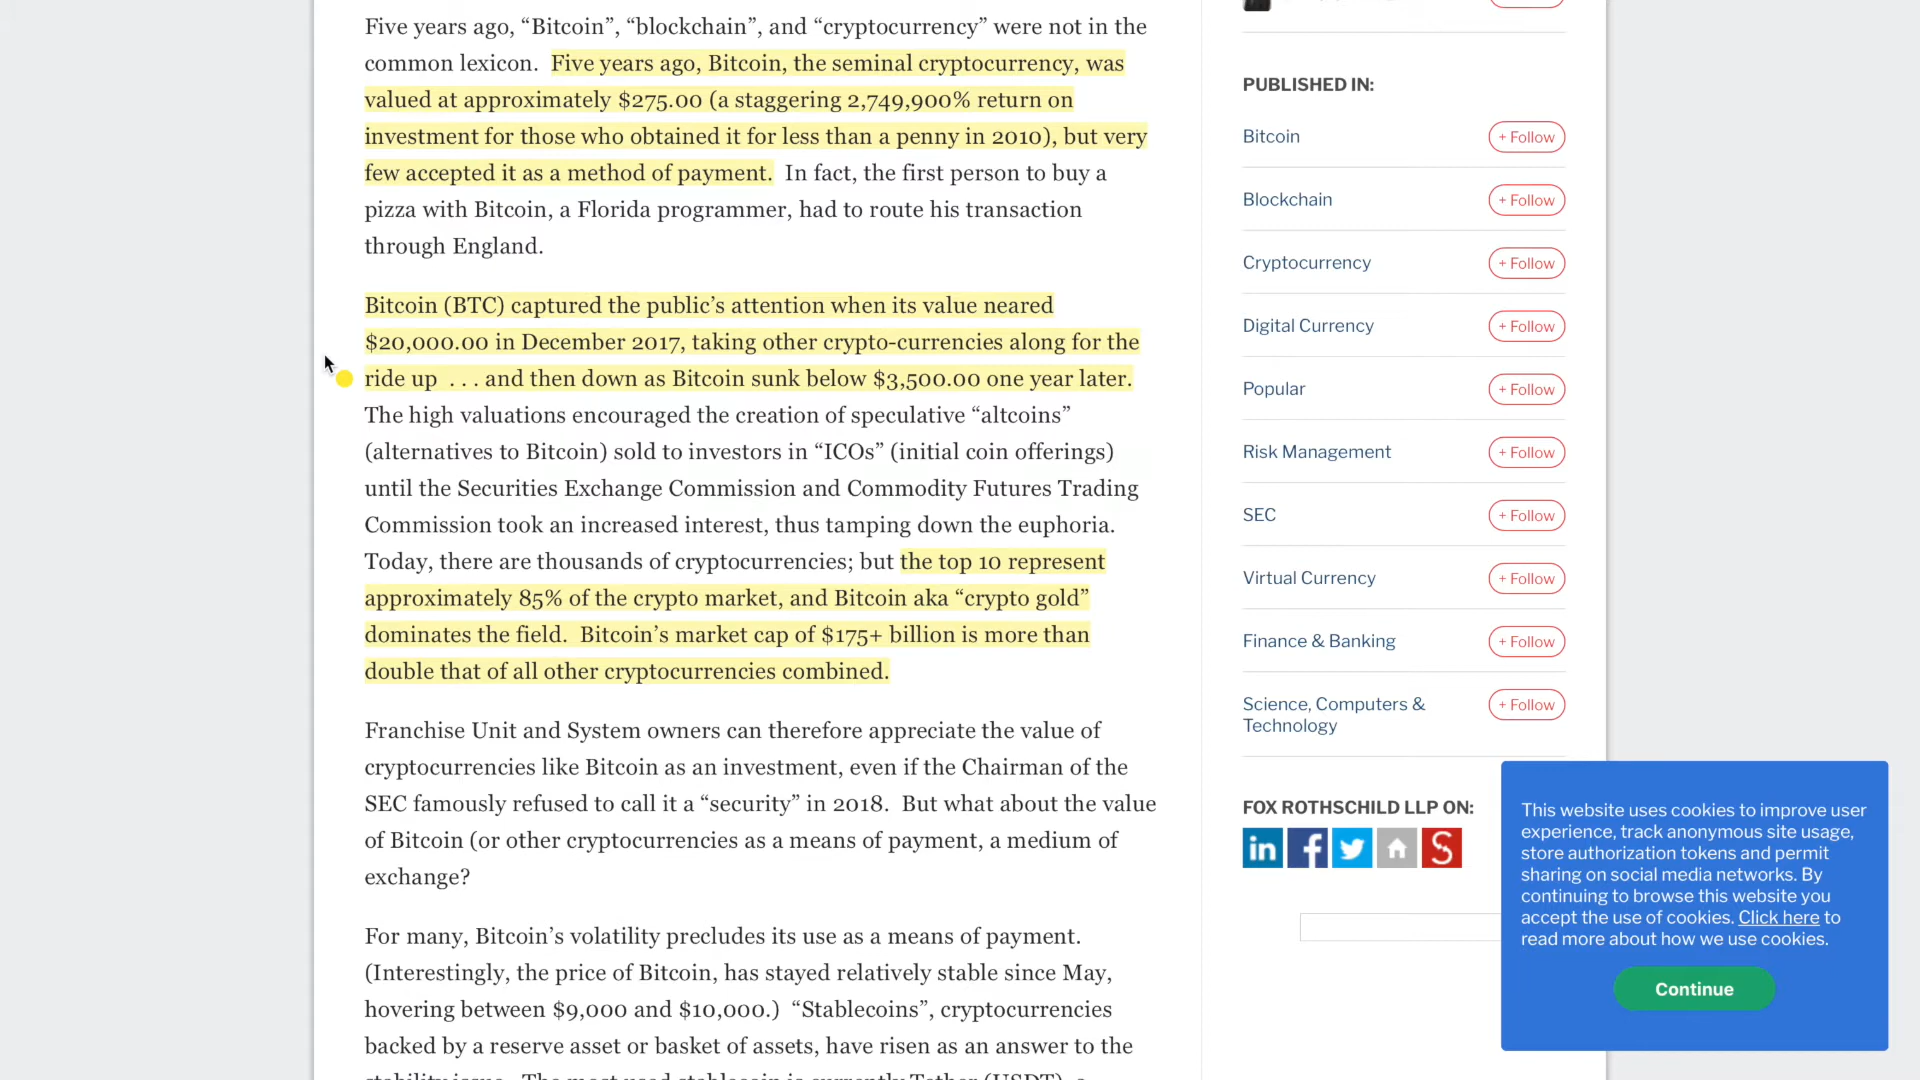 Five years ago, “Bitcoin”, “blockchain”, and “cryptocurrency” were not in the
common lexicon. Five years ago, Bitcoin, the seminal cryptocurrency, was
valued at approximately $275.00 (a staggering 2,749,900% return on
investment for those who obtained it for less than a penny in 2010), but very
few accepted it as a method of payment. In fact, the first person to buy a
pizza with Bitcoin, a Florida programmer, had to route his transaction
through England.
Bitcoin (BTC) captured the public’s attention when its value neared
$20,000.00 in December 2017, taking other crypto-currencies along for the
ride up . . . and then down as Bitcoin sunk below $3,500.00 one year later.
The high valuations encouraged the creation of speculative “altcoins”
(alternatives to Bitcoin) sold to investors in “ICOs” (initial coin offerings)
until the Securities Exchange Commission and Commodity Futures Trading
Commission took an increased interest, thus tamping down the euphoria.
Today, there are thousands of cryptocurrencies; but the top 10 represent
approximately 85% of the crypto market, and Bitcoin aka “crypto gold”
dominates the field. Bitcoin’s market cap of $175+ billion is more than
double that of all other cryptocurrencies combined.
Franchise Unit and System owners can therefore appreciate the value of
cryptocurrencies like Bitcoin as an investment, even if the Chairman of the
SEC famously refused to call it a “security” in 2018. But what about the value
of Bitcoin (or other cryptocurrencies as a means of payment, a medium of
exchange?
For many, Bitcoin’s volatility precludes its use as a means of payment.
(Interestingly, the price of Bitcoin, has stayed relatively stable since May,
hovering between $9,000 and $10,000.) “Stablecoins”, cryptocurrencies
backed by a reserve asset or basket of assets, have risen as an answer to the
stability issue. The most used stablecoin is currently Tether (USDT), a
PUBLISHED IN:
Bitcoin + Follow
Blockchain + Follow
Cryptocurrency + Follow
Digital Currency + Follow
Popular + Follow
Risk Management + Follow
SEC + Follow
Virtual Currency + Follow
Finance & Banking + Follow
Science, Computers & + Follow
Technology
FOX ROTHSCHILD LLP ON:
This website uses cookies to improve user
experience, track anonymous site usage,
store authorization tokens and permit
sharing on social media networks. By
continuing to browse this website you
accept the use of cookies. Click here to
read more about how we use cookies.
Continue